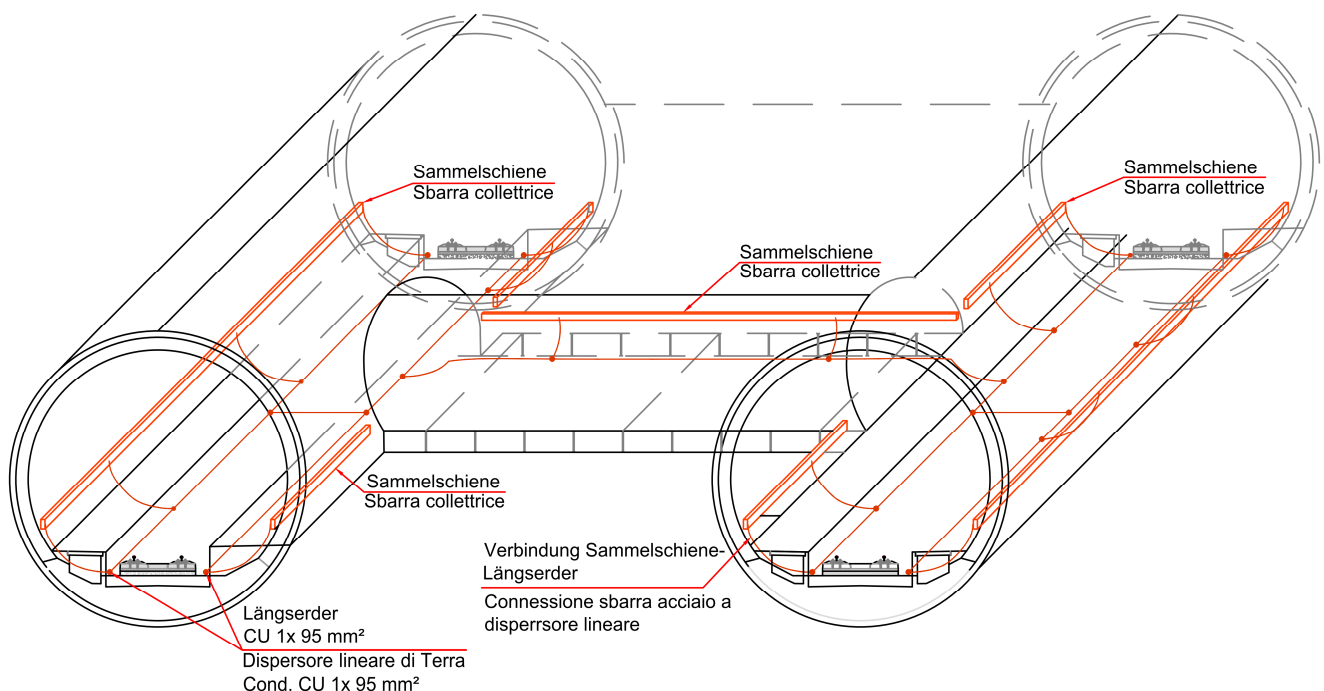 Sammelschiene
Sbarra collettrice
Sammelschiene
Sbarra collettrice
Sammelschiene
Sbarra collettrice
Sammelschiene
Sbarra collettrice
Verbindung Sammelschiene-
Längserder
Connessione sbarra acciaio a
disperrsore lineare
Längserder
CU 1x 95 mm²
Dispersore lineare di Terra
Cond. CU 1x 95 mm²